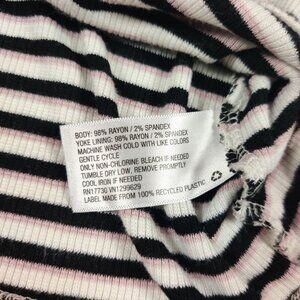 BODY: 98% RAYON / 2% SPANDEX
YOKE LINING: 98% RAYON / 2% SPANDEX
MACHINE WASH COLD WITH LIKE COLORS
GENTLE CYCLE
ONLY NON-CHLORINE BLEACH IF NEEDED
TUMBLE DRY LOW, REMOVE PROMPTLY
COOL IRON IF NEEDED
RN17730 VN1299629
LABEL MADE FROM 100% RECYCLED PLASTIC